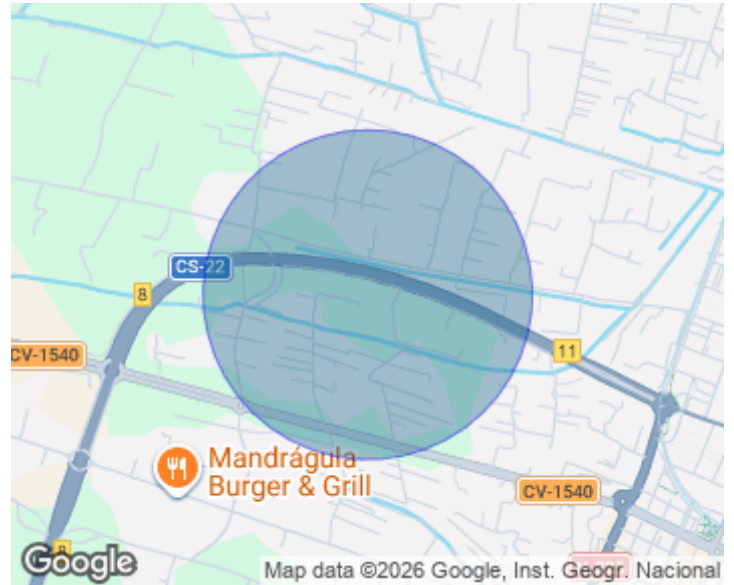 CS-22
8
CV-1540
11
Mandrágula
Burger & Grill
CV-1540
8
Google
Map data ©2026 Google, Inst. Geogr. Nacional